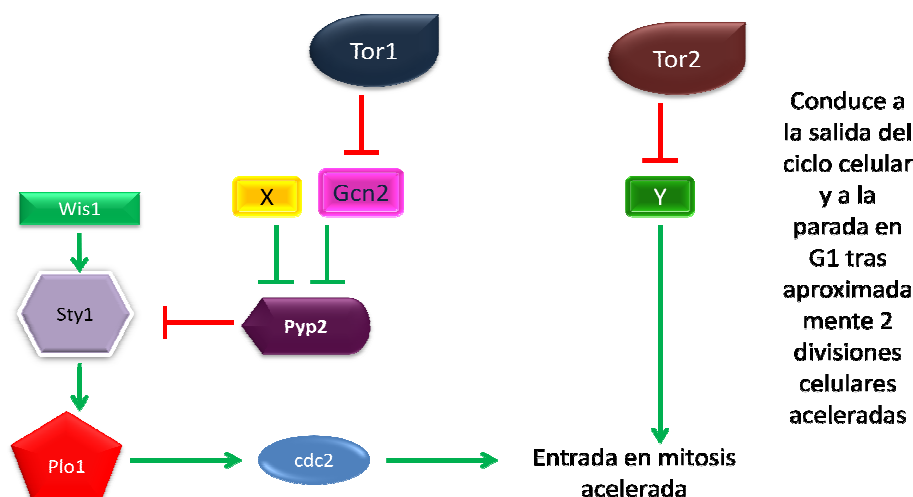 Tor1
Tor2
X
Gcn2
Y
Wis1
Sty1
Pyp2
Plo1
cdc2
Entrada en mitosis
acelerada
Conduce a
la salida del
ciclo celular
y a la
parada en
G1 tras
aproximada
mente 2
divisiones
celulares
aceleradas